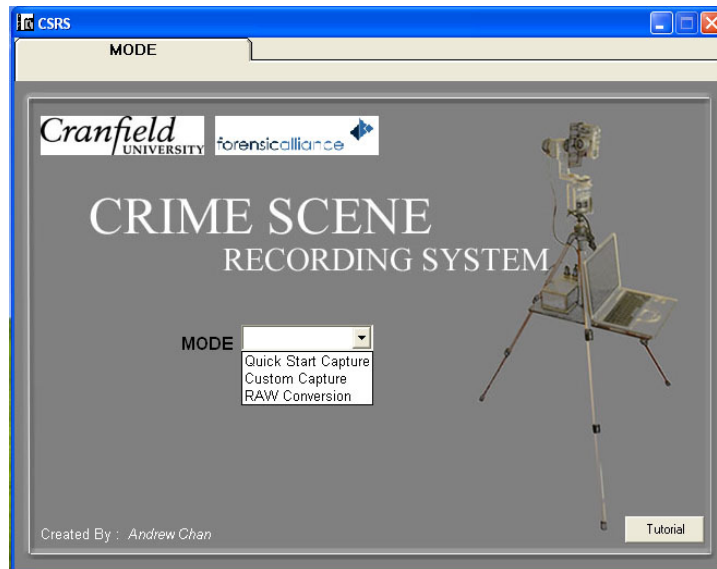 CSRS
MODE
Cranfield
UNIVERSITY
forensicalliance
CRIME SCENE
RECORDING SYSTEM
MODE
Quick Start Capture
Custom Capture
RAW Conversion
Created By : Andrew Chan
Tutorial